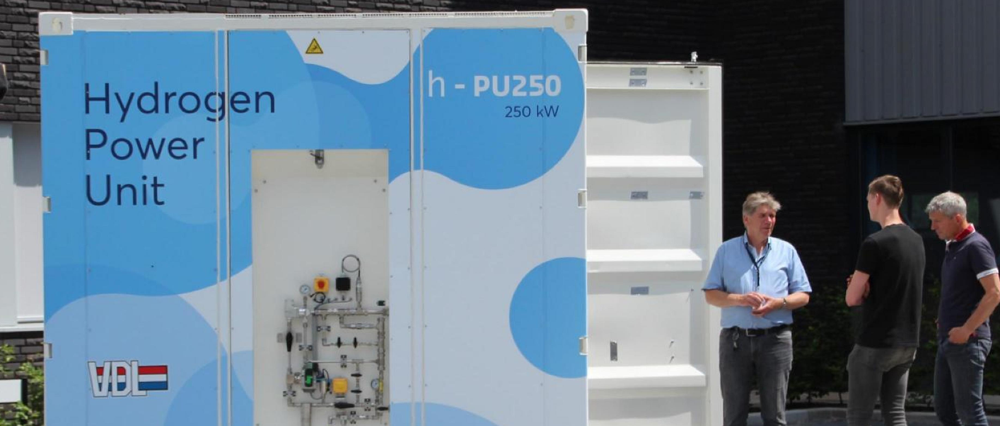 Hydrogen
Power
Unit
h - PU250
250 kW
VDL